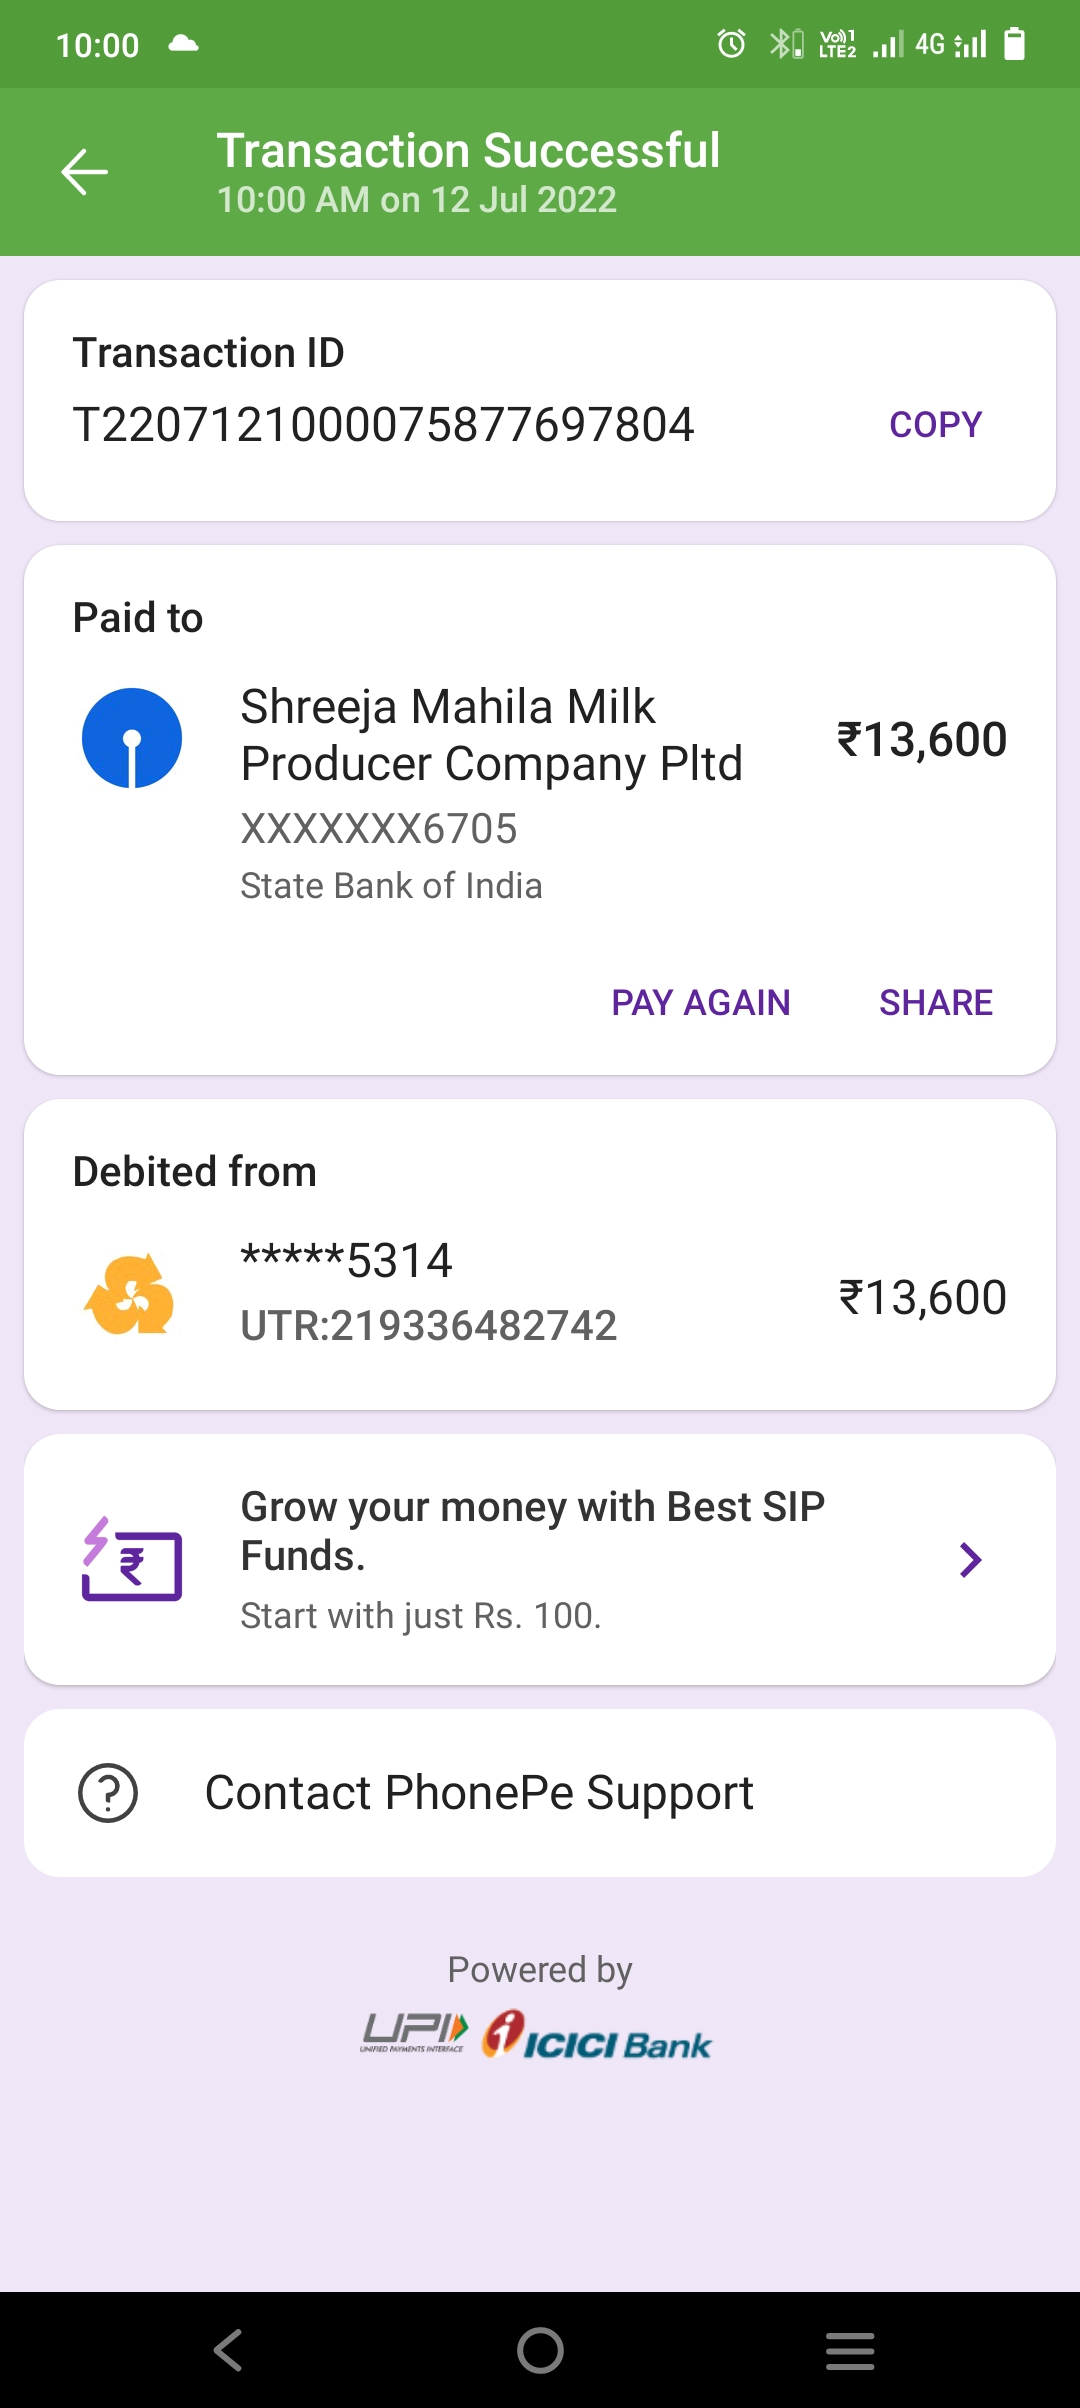 10:00
Vo))1
LTE2
4G
Transaction Successful
10:00 AM on 12 Jul 2022
Transaction ID
T2207121000075877697804
COPY
Paid to
Shreeja Mahila Milk
Producer Company Pltd
₹13,600
XXXXXXX6705
State Bank of India
PAY AGAIN
SHARE
Debited from
*****5314
₹13,600
UTR:219336482742
Grow your money with Best SIP
Funds.
Start with just Rs. 100.
Contact PhonePe Support
Powered by
UPI
UNIFIED PAYMENTS INTERFACE
ICICI Bank